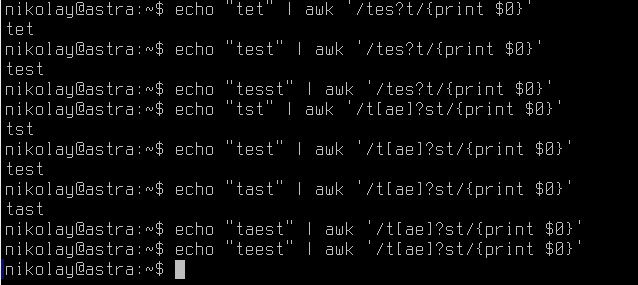 nikolay@astra:~$ echo "tet" | awk '/tes?t/{print $0}'
tet
nikolay@astra:~$ echo "test" | awk '/tes?t/{print $0}'
test
nikolay@astra:~$ echo "tesst" | awk '/tes?t/{print $0}'
nikolay@astra:~$ echo "tst" | awk '/t[ae]?st/{print $0}'
tst
nikolay@astra:~$ echo "test" | awk '/t[ae]?st/{print $0}'
test
nikolay@astra:~$ echo "tast" | awk '/t[ae]?st/{print $0}'
tast
nikolay@astra:~$ echo "taest" | awk '/t[ae]?st/{print $0}'
nikolay@astra:~$ echo "teest" | awk '/t[ae]?st/{print $0}'
nikolay@astra:~$